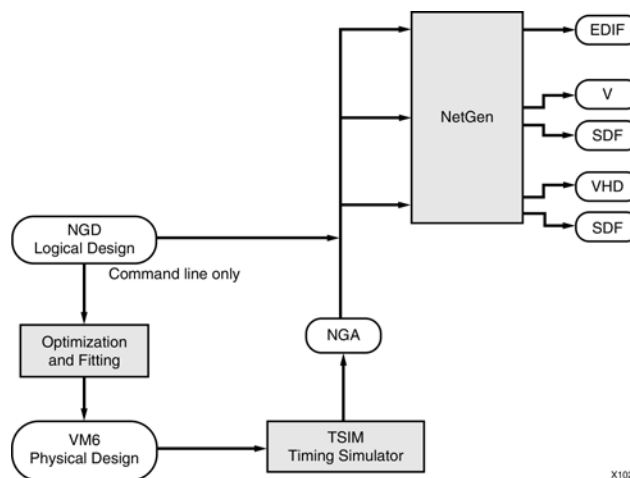 EDIF
V
NetGen
SDF
VHD
SDF
NGD
Logical Design
Command line only
NGA
Optimization
and Fitting
VM6
Physical Design
TSIM
Timing Simulator
X102